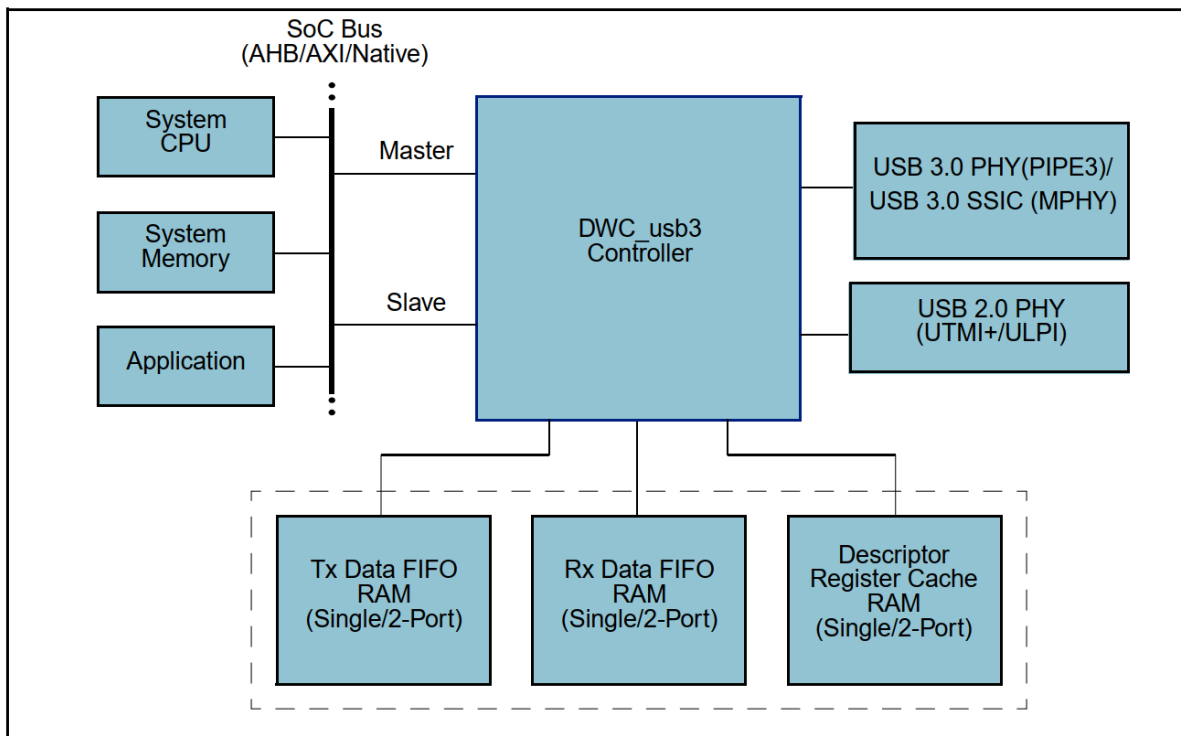 SoC Bus
(AHB/AXI/Native)
System
CPU
System
Memory
Application
Master
Slave
DWC_usb3
Controller
USB 3.0 PHY(PIPE3)/
USB 3.0 SSIC (MPHY)
USB 2.0 PHY
(UTMI+/ULPI)
Tx Data FIFO
RAM
(Single/2-Port)
Rx Data FIFO
RAM
(Single/2-Port)
Descriptor
Register Cache
RAM
(Single/2-Port)